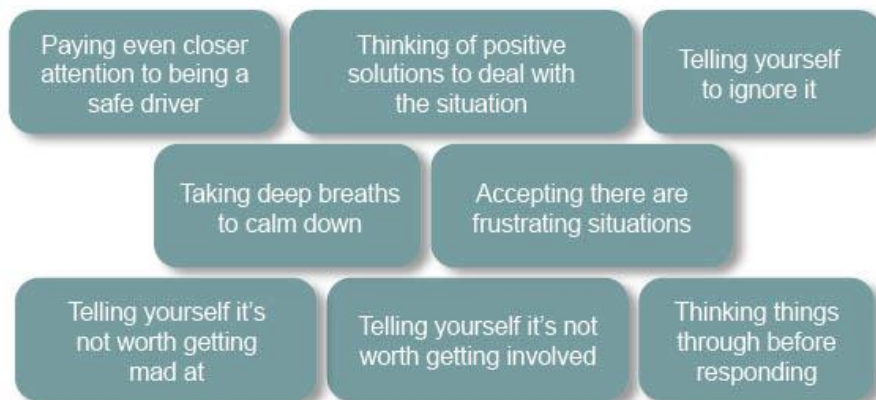 Paying even closer
attention to being a
safe driver
Thinking of positive
solutions to deal with
the situation
Telling yourself
to ignore it
Taking deep breaths
to calm down
Accepting there are
frustrating situations
Telling yourself it's
not worth getting
mad at
Telling yourself it's not
worth getting involved
Thinking things
through before
responding